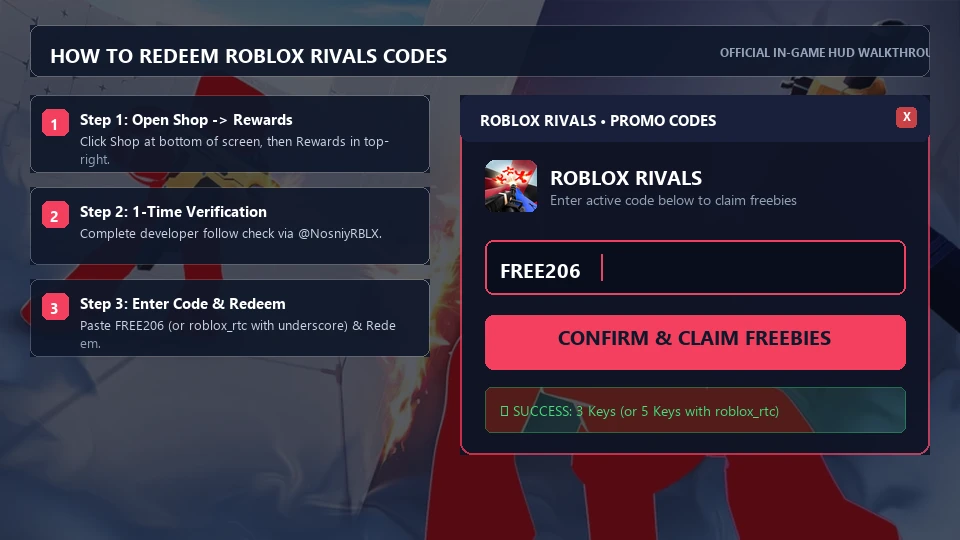 HOW TO REDEEM ROBLOX RIVALS CODES
OFFICIAL IN-GAME HUD WALKTHROU
1
Step 1: Open Shop -> Rewards
Click Shop at bottom of screen, then Rewards in top-
right.
2
Step 2: 1-Time Verification
Complete developer follow check via @NosniyRBLX.
3
Step 3: Enter Code & Redeem
Paste FREE206 (or roblox_rtc with underscore) & Rede
em.
ROBLOX RIVALS • PROMO CODES
X
ROBLOX RIVALS
Enter active code below to claim freebies
FREE206
CONFIRM & CLAIM FREEBIES
SUCCESS: 3 Keys (or 5 Keys with roblox_rtc)